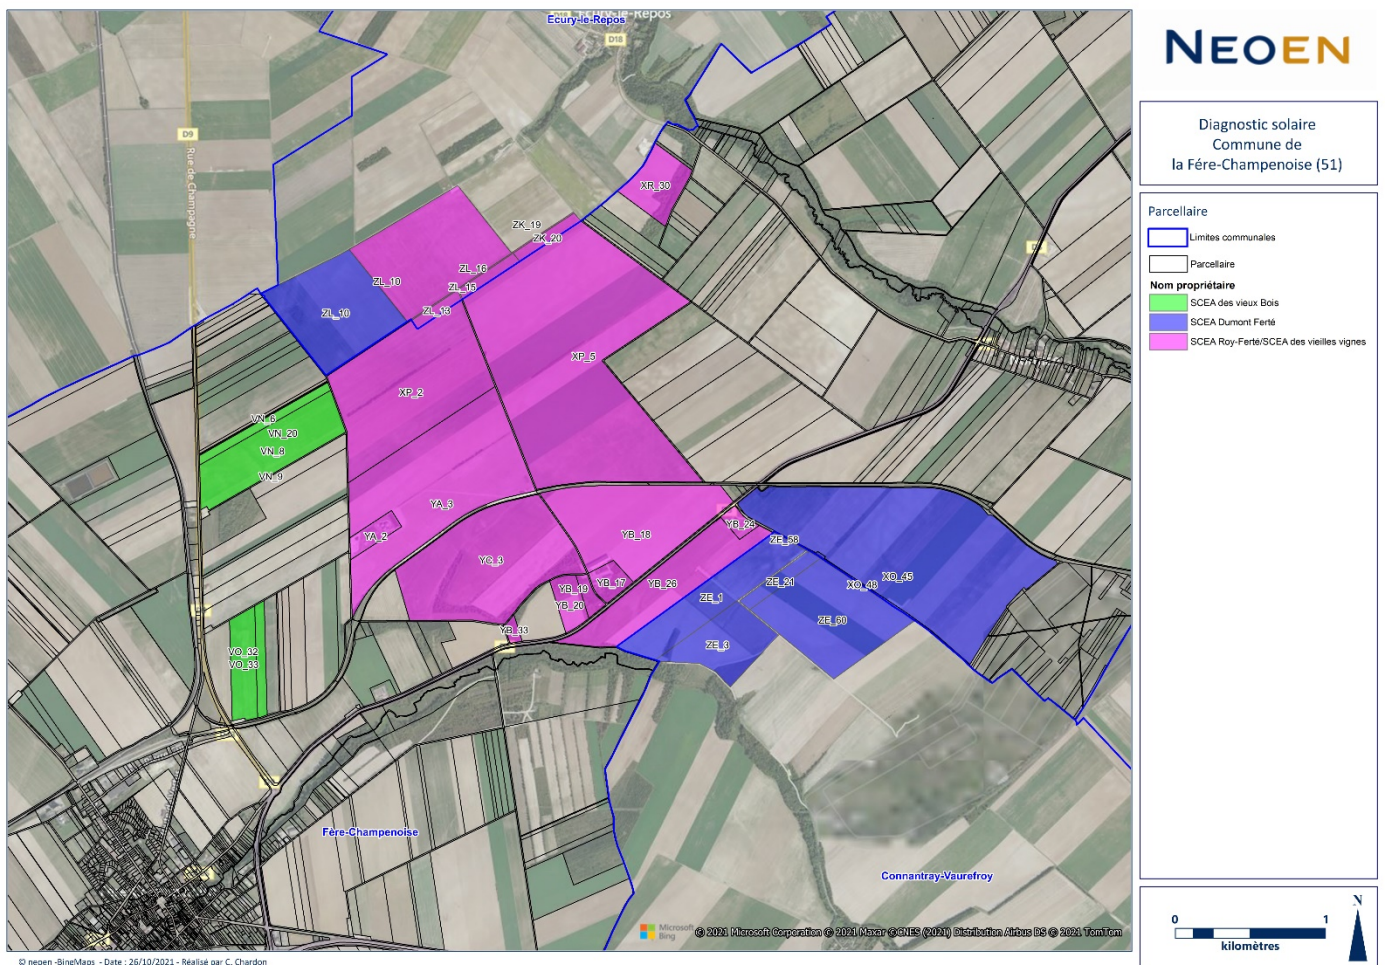 Ecury-le-Repos
Ecury-le-Repos
D18
D9
Rue de Champagne
NEOEN
Diagnostic solaire
Commune de
la Fére-Champenoise (51)
Parcellaire
Limites communales
Parcellaire
Nom propriétaire
SCEA des vieux Bois
SCEA Dumont Ferté
SCEA Roy-Ferté/SCEA des vieilles vignes
XR_30
ZK_19
ZK_20
ZL_16
ZL_10
ZL_15
ZL_10
ZL_13
XP_5
XP_2
VN_6
VN_20
VN_8
VN_9
YA_3
YA_2
YB_24
YB_18
ZE_58
YC_3
YB_17
YB_19
YB_26
ZE_21
XO_45
XO_48
YB_20
ZE_1
ZE_60
YB_33
ZE_3
VO_32
VO_33
Fère-Champenoise
Connantray-Vaurefroy
Microsoft
Bing
© 2021 Microsoft Corporation © 2021 Maxar ©CNES (2021) Distribution Airbus DS © 2021 TomTom
N
0 1
kilomètres
© neoen -BingMaps - Date : 26/10/2021 - Réalisé par C. Chardon